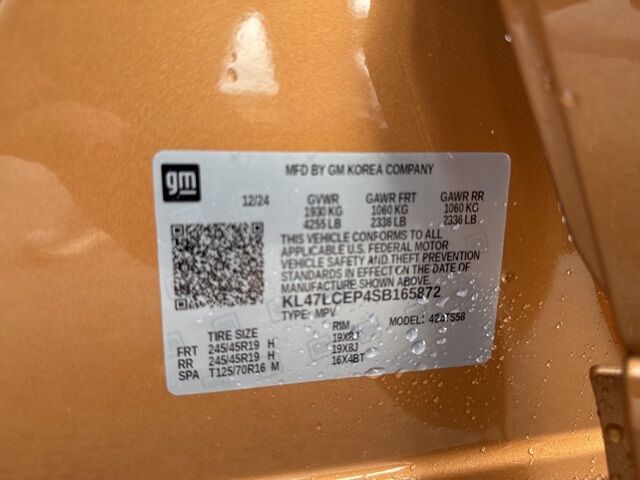 gm
MFD BY GM KOREA COMPANY
12/24 GVWR GAWR FRT GAWR RR
1930 KG 1060 KG 1060 KG
4255 LB 2336 LB 2336 LB
THIS VEHICLE CONFORMS TO ALL
APPLICABLE U.S. FEDERAL MOTOR
VEHICLE SAFETY AND THEFT PREVENTION
STANDARDS IN EFFECT ON THE DATE OF
MANUFACTURE SHOWN ABOVE.
KL47LCEP4SB165872
TYPE: MPV MODEL: 424TS58
TIRE SIZE RIM
FRT 245/45R19 H 19X8J
RR 245/45R19 H 19X8J
SPA T125/70R16 M 16X4BT